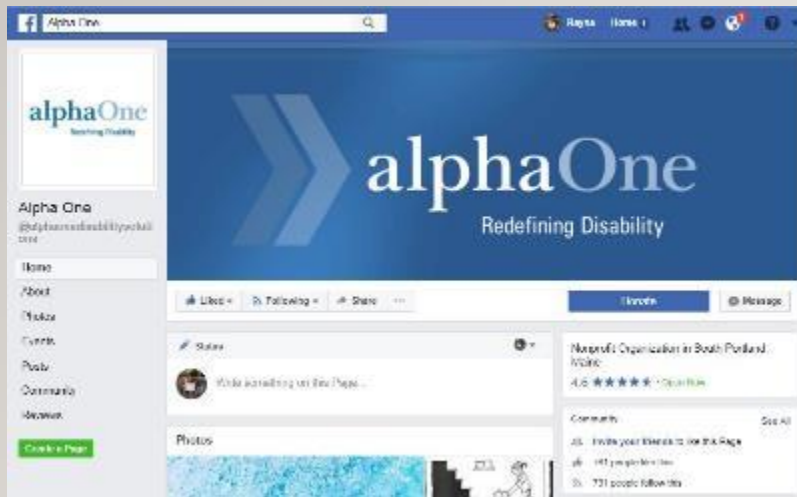 Alpha One
Rayna Home
alphaOne
Redefining Disability
alphaOne
Redefining Disability
Alpha One
Home
About
Photos
Events
Posts
Community
Reviews
Create a Page
Liked Following Share ...
Donate Message
Status
Write something on this Page...
Photos
Nonprofit Organization in South Portland,
Maine
4.6 ★★★★★ · Open Now
Community See All
Invite your friends to like this Page
people like this
731 people follow this